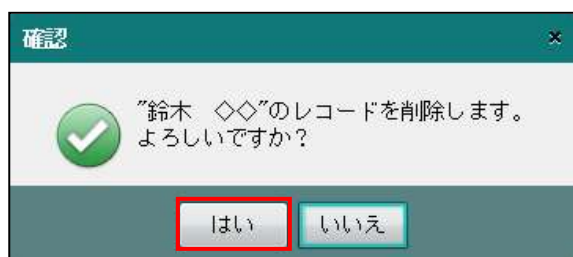 確認
"鈴木　◇◇"のレコードを削除します。
よろしいですか？
はい
いいえ